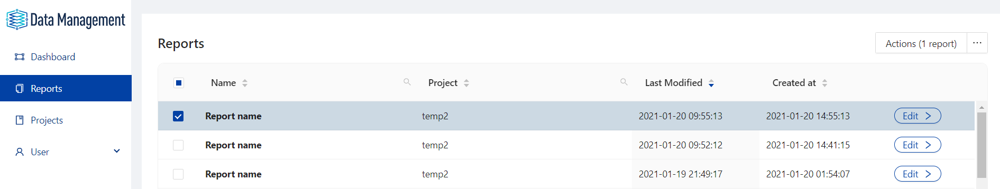 Data Management
Dashboard
Reports
Projects
User
Reports
Actions (1 report) ...
Name Project Last Modified Created at
Report name temp2 2021-01-20 09:55:13 2021-01-20 14:55:13 Edit
Report name temp2 2021-01-20 09:52:12 2021-01-20 14:41:15 Edit
Report name temp2 2021-01-19 21:49:17 2021-01-20 01:54:07 Edit